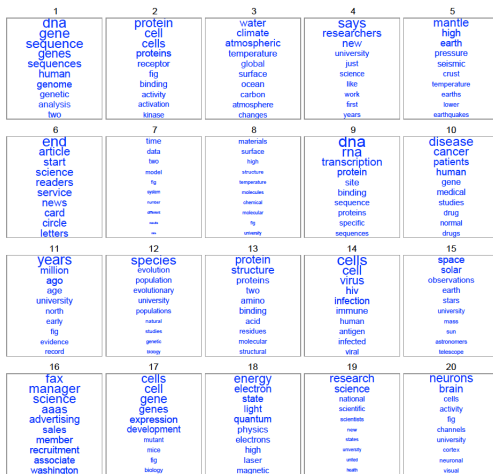 1
dna
gene
sequence
genes
sequences
human
genome
genetic
analysis
two
2
protein
cell
cells
proteins
receptor
fig
binding
activity
activation
kinase
3
water
climate
atmospheric
temperature
global
surface
ocean
carbon
atmosphere
changes
4
says
researchers
new
university
just
science
like
work
first
years
5
mantle
high
earth
pressure
seismic
crust
temperature
earths
lower
earthquakes
6
end
article
start
science
readers
service
news
card
circle
letters
7
time
data
two
model
fig
system
number
different
8
materials
surface
high
structure
temperature
molecules
chemical
molecular
fig
university
9
dna
rna
transcription
protein
site
binding
sequence
proteins
specific
sequences
10
disease
cancer
patients
human
gene
medical
studies
drug
normal
drugs
11
years
million
ago
age
university
north
early
fig
evidence
record
12
species
evolution
population
evolutionary
university
populations
natural
studies
genetic
biology
13
protein
structure
proteins
two
amino
binding
acid
residues
molecular
structural
14
cells
cell
virus
hiv
infection
immune
human
antigen
infected
viral
15
space
solar
observations
earth
stars
university
mass
sun
astronomers
telescope
16
fax
manager
science
aaas
advertising
sales
member
recruitment
associate
washington
17
cells
cell
gene
genes
expression
development
mutant
mice
fig
biology
18
energy
electron
state
light
quantum
physics
electrons
high
laser
magnetic
19
research
science
national
scientific
scientists
new
states
university
united
health
20
neurons
brain
cells
activity
fig
channels
university
cortex
neuronal
visual